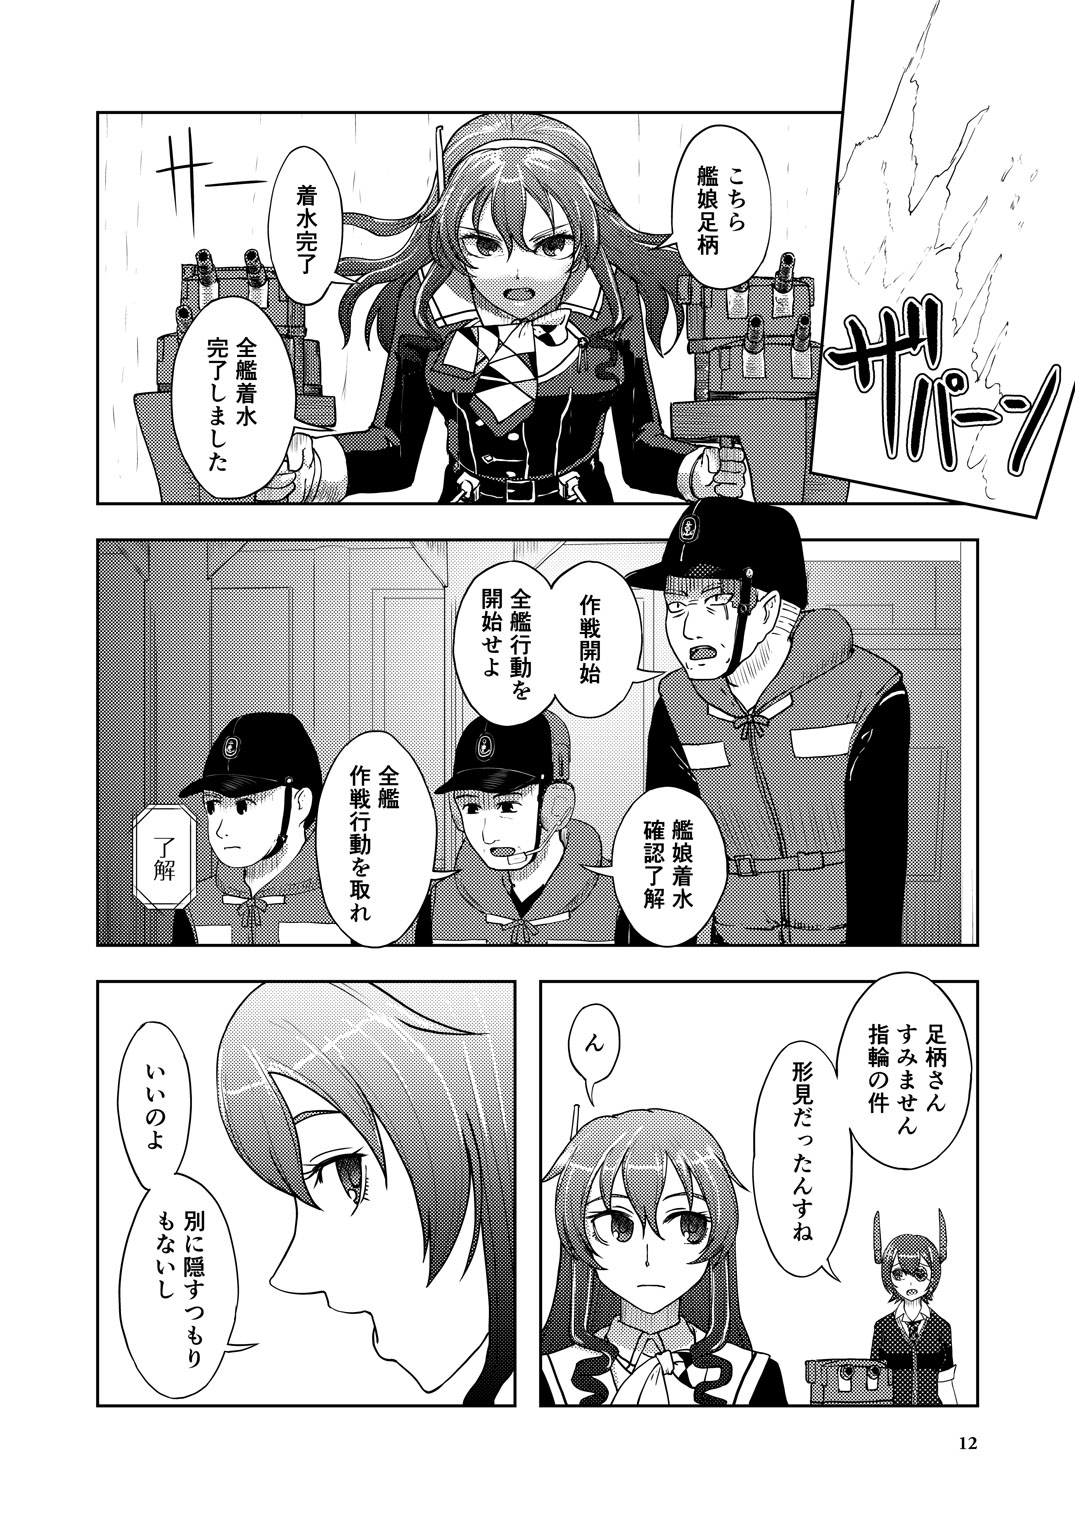 ザパーン
こちら
艦娘足柄
着水完了
ザー
全艦着水
完了しました
作戦開始
全艦行動を
開始せよ
艦娘着水
確認了解
全艦
作戦行動を取れ
了解
足柄さん
すみません
指輪の件
形見だったんすね
ん
いいのよ
別に隠すつもり
もないし
12